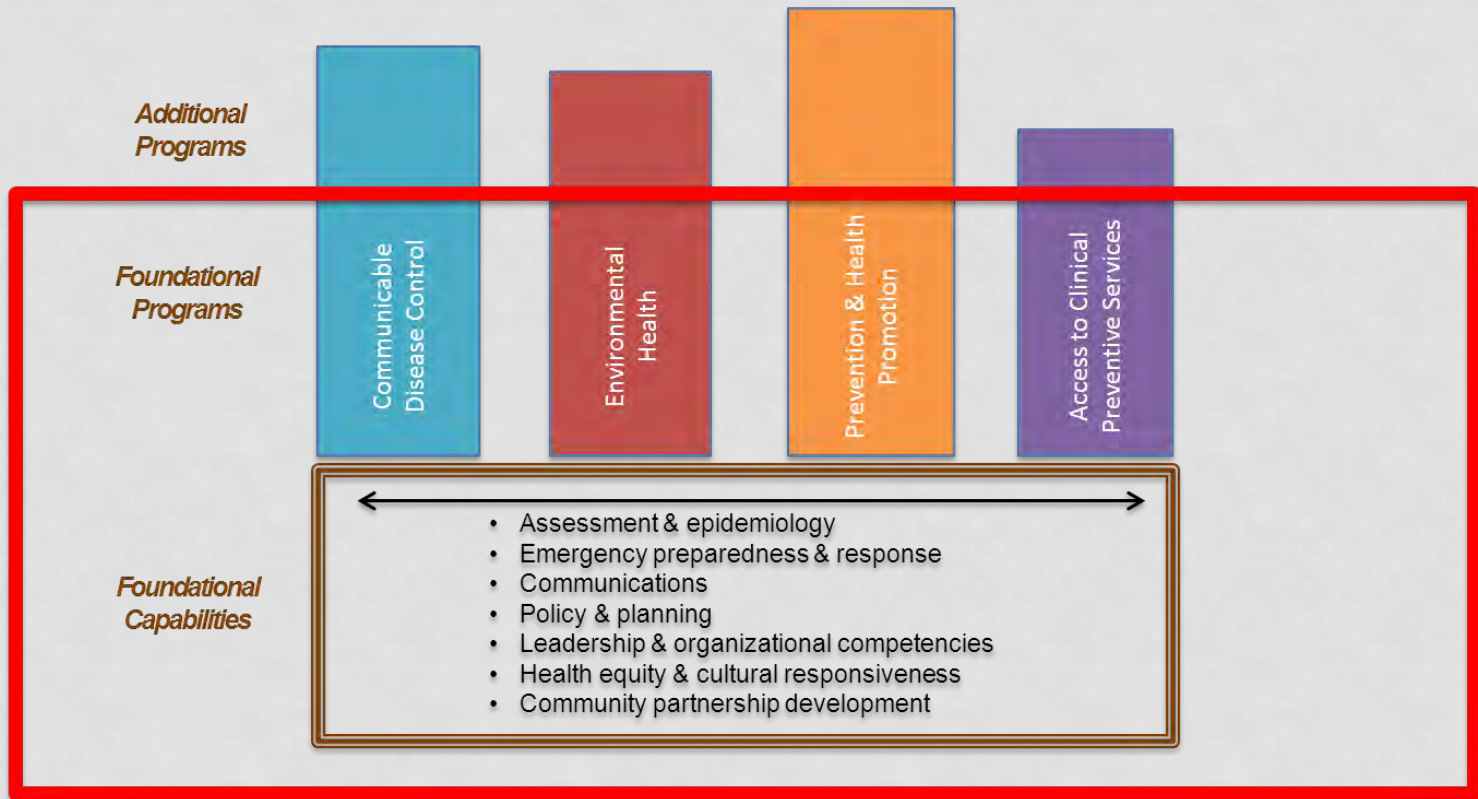 Additional
Programs
Foundational
Programs
Communicable
Disease Control
Environmental
Health
Prevention & Health
Promotion
Access to Clinical
Preventive Services
Foundational
Capabilities
• Assessment & epidemiology
• Emergency preparedness & response
• Communications
• Policy & planning
• Leadership & organizational competencies
• Health equity & cultural responsiveness
• Community partnership development